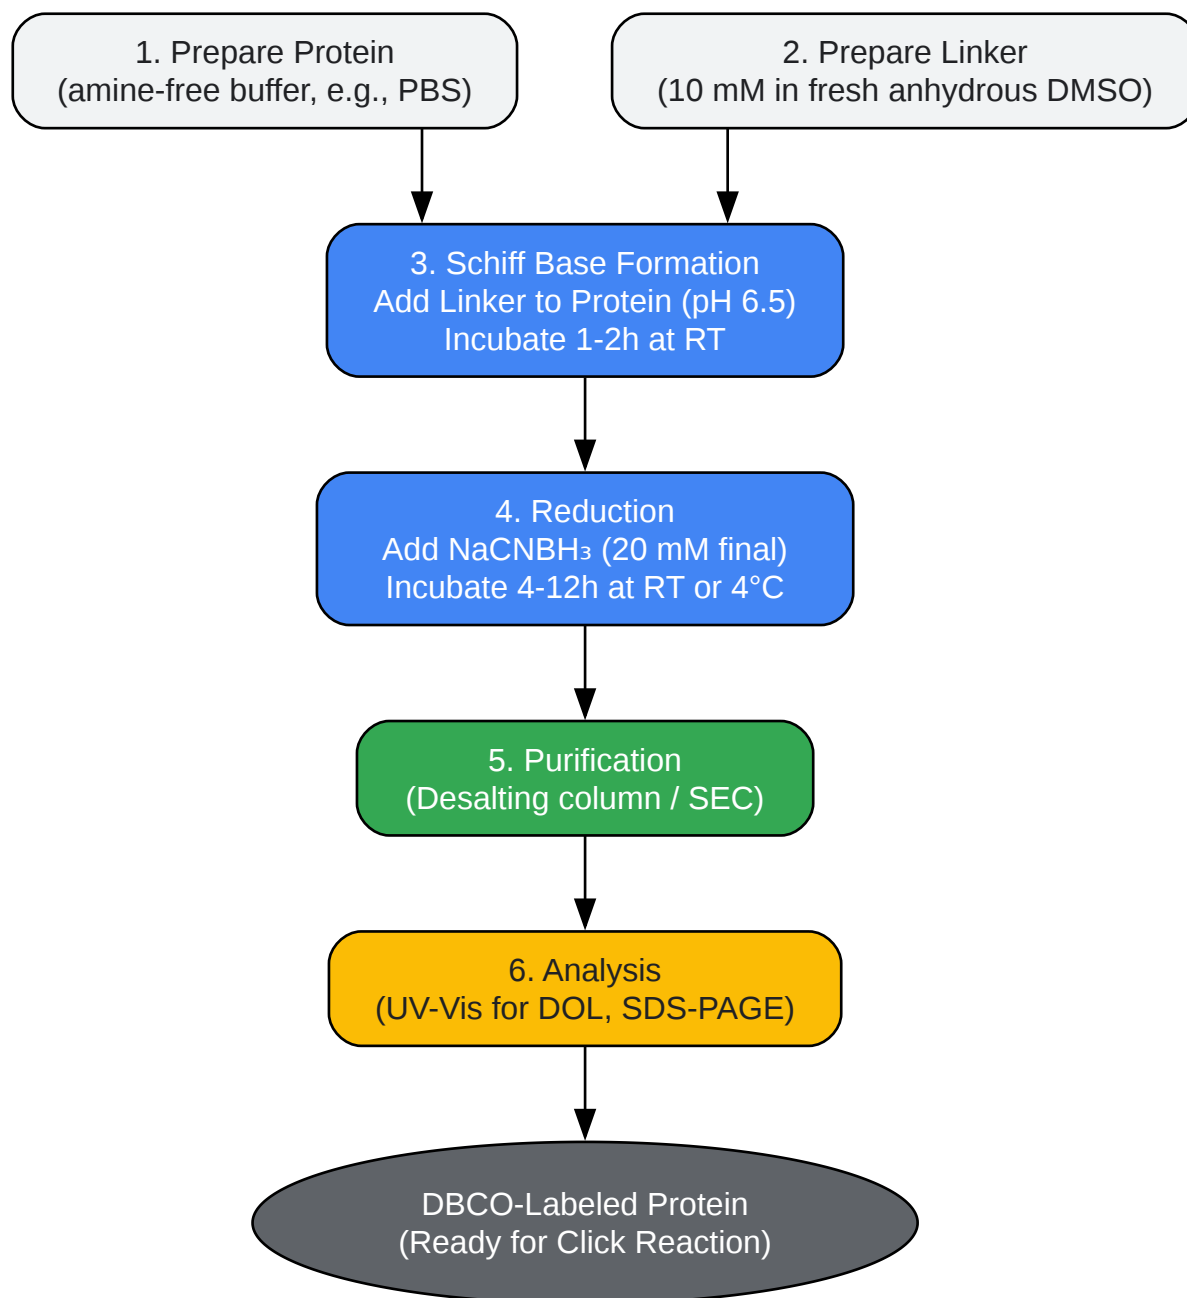 1. Prepare Protein
(amine-free buffer, e.g., PBS)
2. Prepare Linker
(10 mM in fresh anhydrous DMSO)
3. Schiff Base Formation
Add Linker to Protein (pH 6.5)
Incubate 1-2h at RT
4. Reduction
Add NaCNBH₃ (20 mM final)
Incubate 4-12h at RT or 4°C
5. Purification
(Desalting column / SEC)
6. Analysis
(UV-Vis for DOL, SDS-PAGE)
DBCO-Labeled Protein
(Ready for Click Reaction)